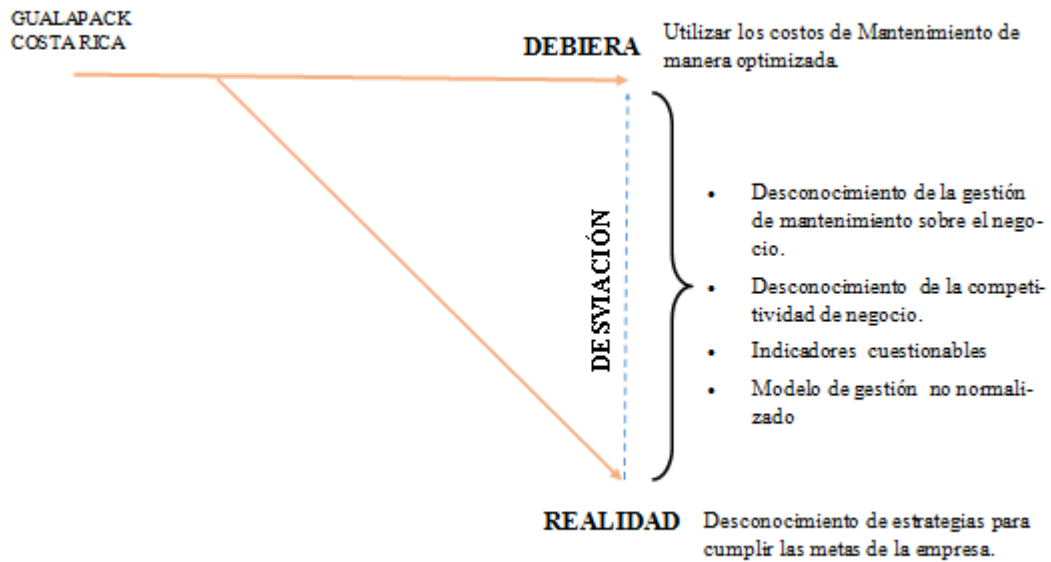 GUALAPACK
COSTA RICA
DEBIERA
Utilizar los costos de Mantenimiento de
manera optimizada.
DESVIACIÓN
• Desconocimiento de la gestión
de mantenimiento sobre el nego-
cio.
• Desconocimiento de la competi-
tividad de negocio.
• Indicadores cuestionables
• Modelo de gestión no normali-
zado
REALIDAD
Desconocimiento de estrategias para
cumplir las metas de la empresa.